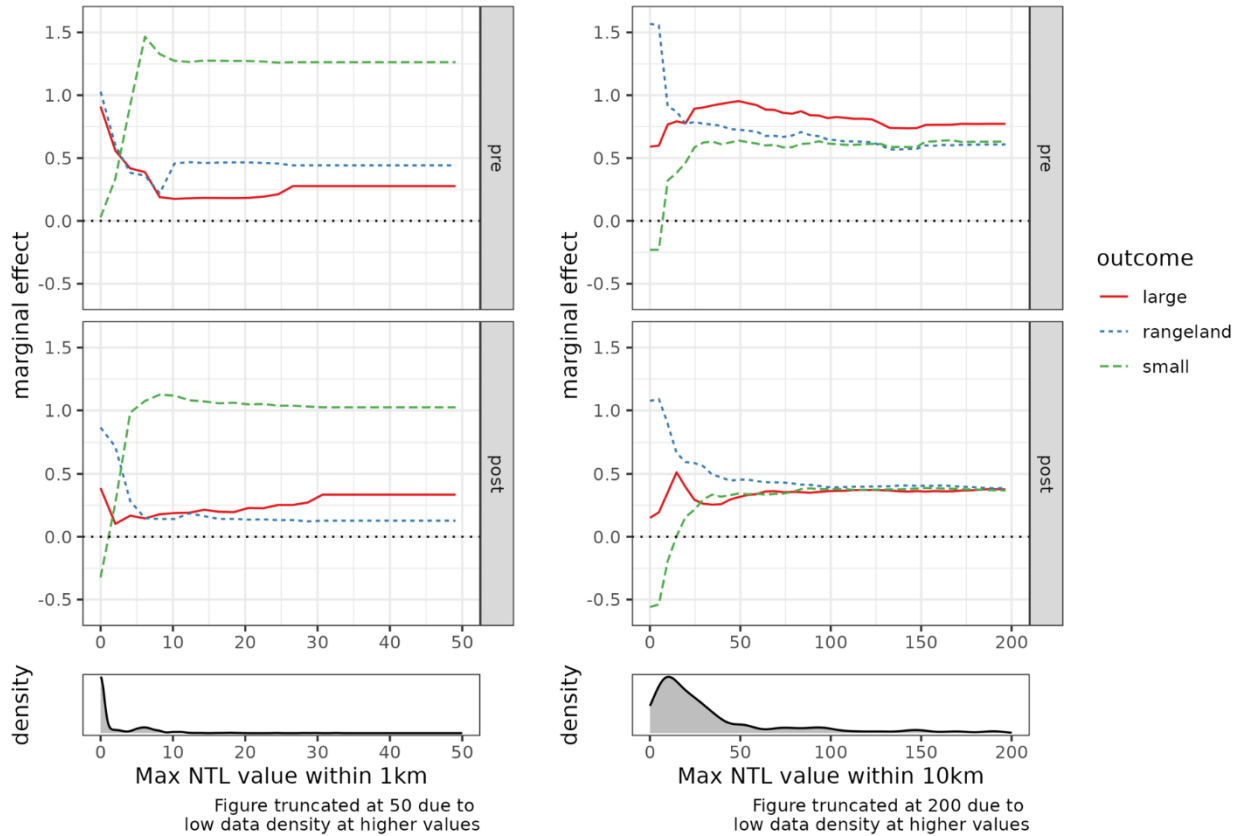 marginal effect
1.5
1.0
0.5
0.0
-0.5
pre
1.5
1.0
0.5
0.0
-0.5
post
0 10 20 30 40 50
density
0 10 20 30 40 50
Max NTL value within 1km
Figure truncated at 50 due to
low data density at higher values
marginal effect
1.5
1.0
0.5
0.0
-0.5
pre
1.5
1.0
0.5
0.0
-0.5
post
0 50 100 150 200
density
0 50 100 150 200
Max NTL value within 10km
Figure truncated at 200 due to
low data density at higher values
outcome
large
rangeland
small